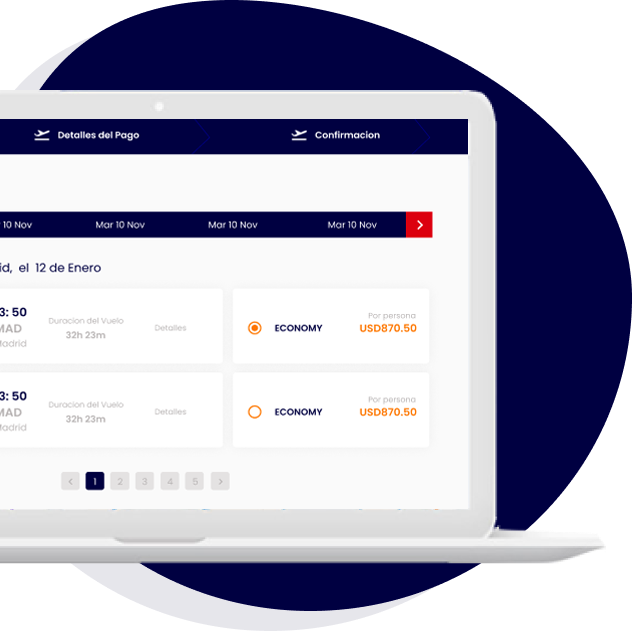 Detalles del Pago
Confirmacion
10 Nov
Mar 10 Nov
Mar 10 Nov
Mar 10 Nov
id, el 12 de Enero
3: 50
MAD
Madrid
Duracion del Vuelo
32h 23m
Detalles
ECONOMY
Por persona
USD870.50
3: 50
MAD
Madrid
Duracion del Vuelo
32h 23m
Detalles
ECONOMY
Por persona
USD870.50
1 2 3 4 5